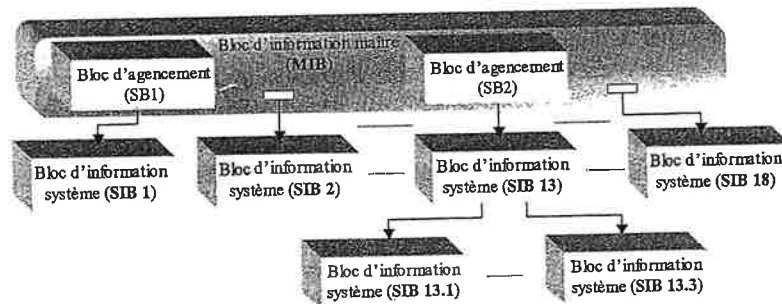 Bloc d'information maître
(MIB)
Bloc d'agencement
(SB1)
Bloc d'agencement
(SB2)
Bloc d'information
système (SIB 1)
Bloc d'information
système (SIB 2)
Bloc d'information
système (SIB 13)
Bloc d'information
système (SIB 18)
Bloc d'information
système (SIB 13.1)
Bloc d'information
système (SIB 13.3)